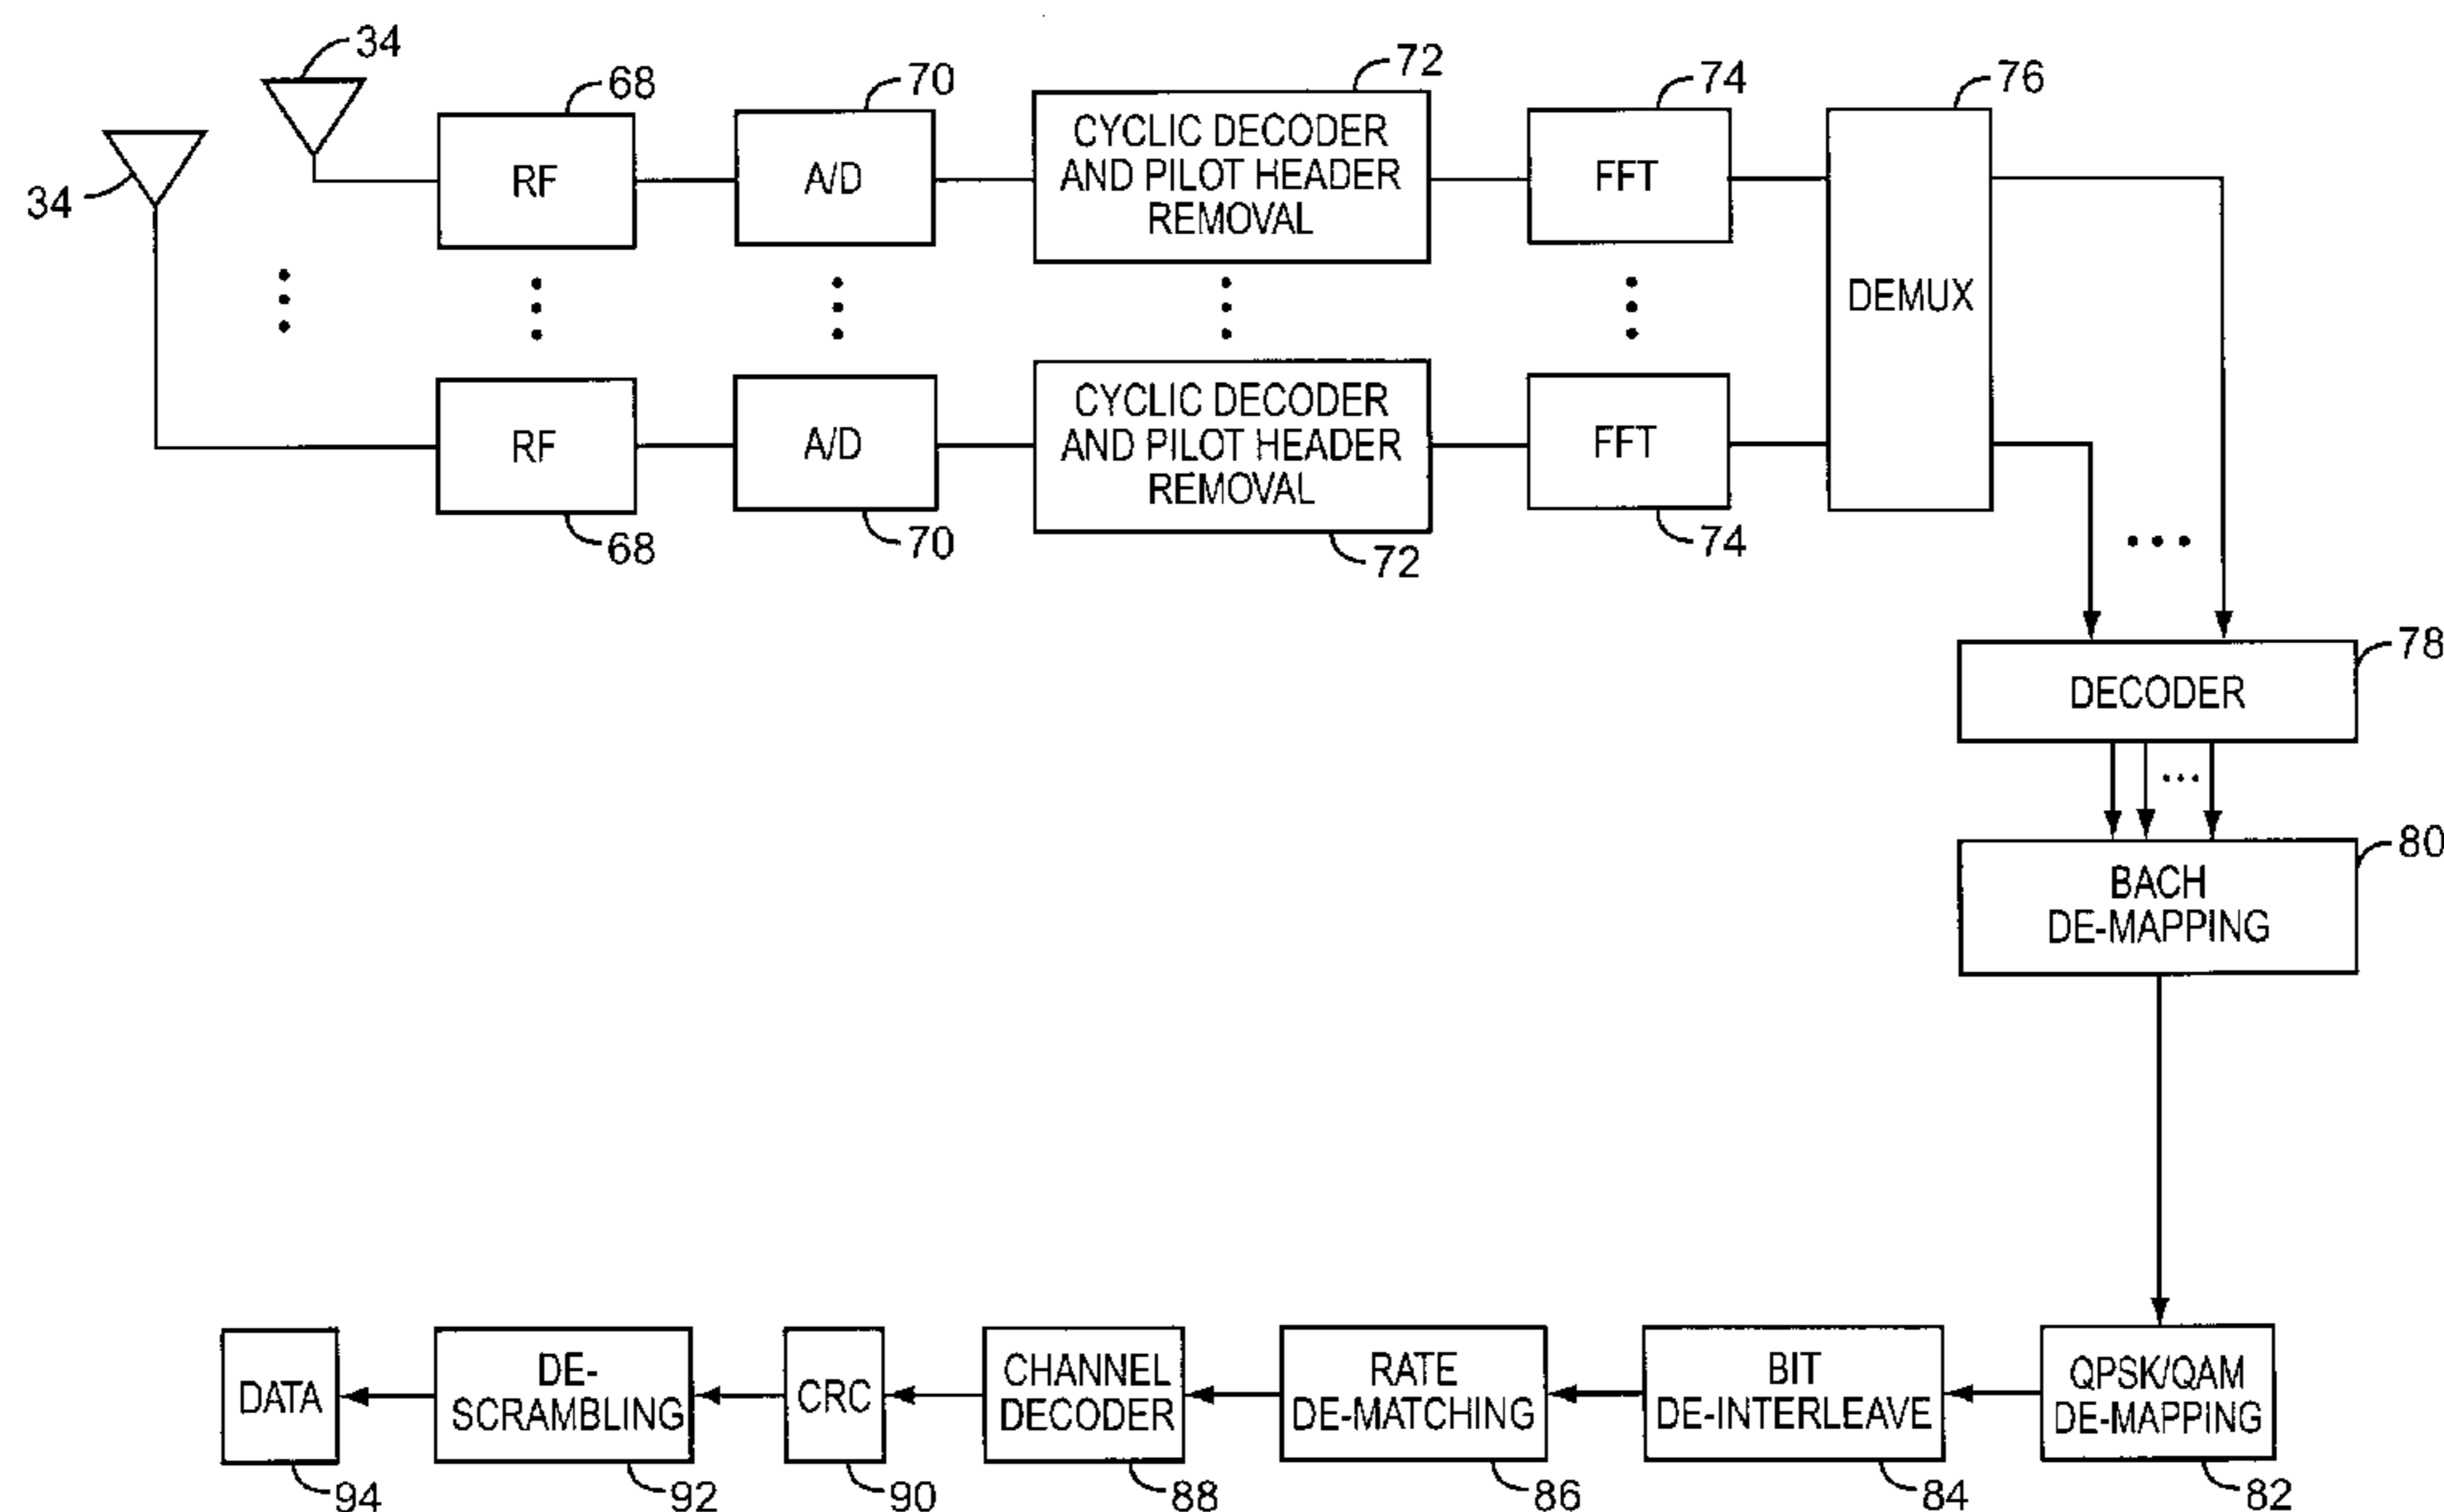 34
34
68
70
72
74
76
RF
A/D
CYCLIC DECODER
AND PILOT HEADER
REMOVAL
FFT
DEMUX
RF
A/D
CYCLIC DECODER
AND PILOT HEADER
REMOVAL
FFT
68
70
72
74
DECODER
78
BACH
DE-MAPPING
80
DATA
DE-
SCRAMBLING
CRC
CHANNEL
DECODER
RATE
DE-MATCHING
BIT
DE-INTERLEAVE
QPSK/QAM
DE-MAPPING
94
92
90
88
86
84
82